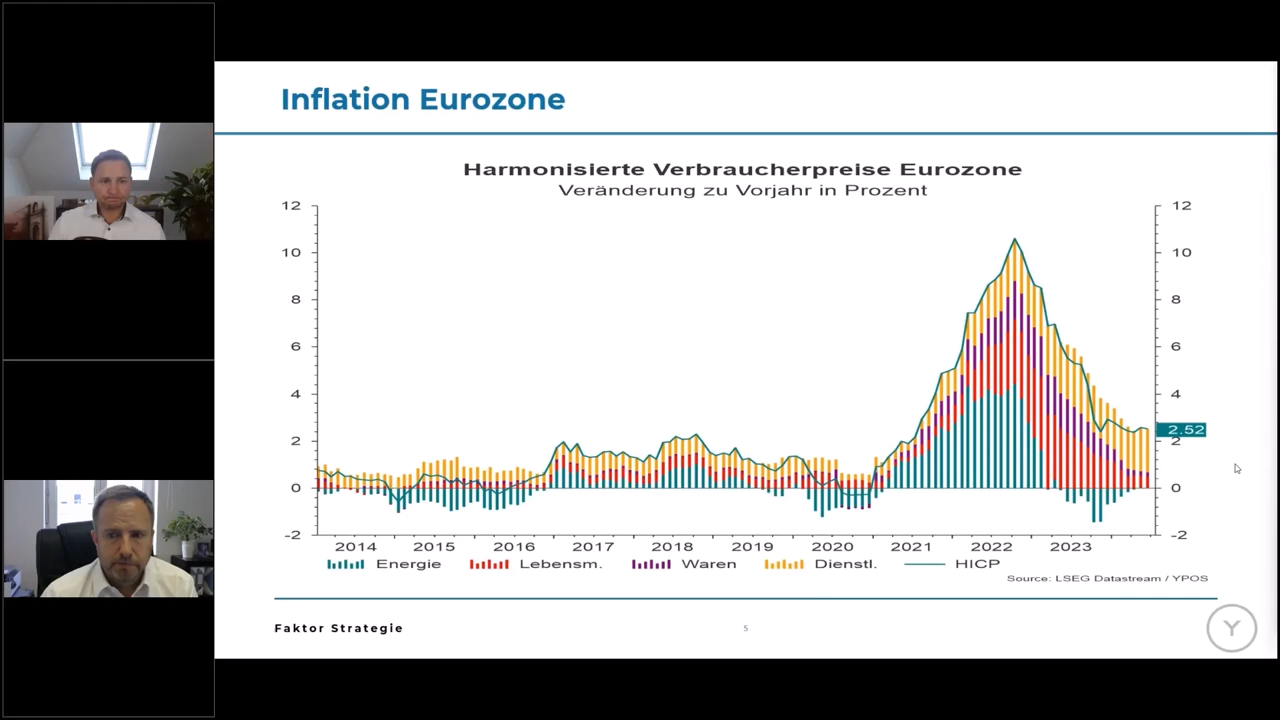 Inflation Eurozone
Harmonisierte Verbraucherpreise Eurozone
Veränderung zu Vorjahr in Prozent
12 12
10 10
8 8
6 6
4 4
2.52
2 2
0 0
-2 -2
2014 2015 2016 2017 2018 2019 2020 2021 2022 2023
Energie Lebensm. Waren Dienstl. HICP
Source: LSEG Datastream / YPOS
Faktor Strategie 5 Y